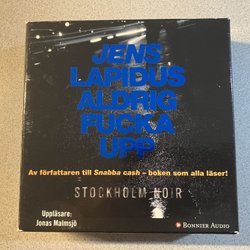 JENS
LAPIDUS
ALDRIG
FUCKA
UPP
Av författaren till Snabba cash – boken som alla läser!
STOCKHOLM NOIR
Uppläsare:
Jonas Malmsjö
BONNIER AUDIO